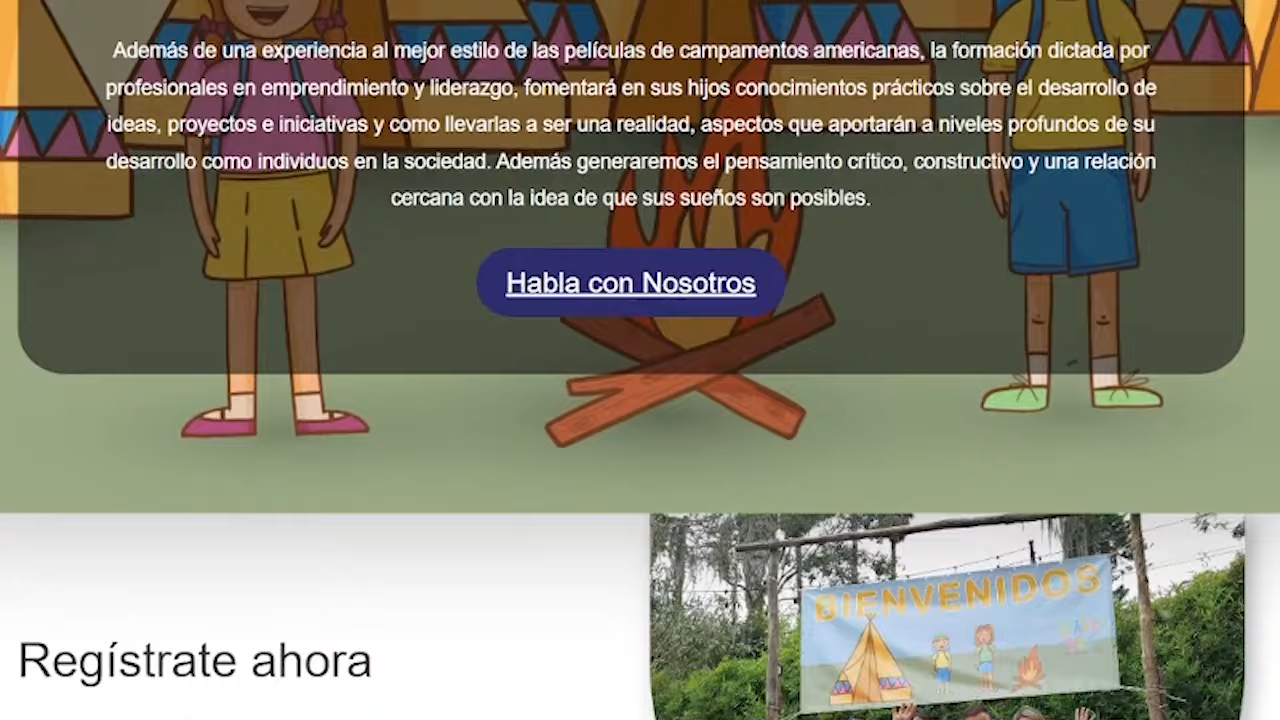 Además de una experiencia al mejor estilo de las películas de campamentos americanas, la formación dictada por
profesionales en emprendimiento y liderazgo, fomentará en sus hijos conocimientos prácticos sobre el desarrollo de
ideas, proyectos e iniciativas y como llevarlas a ser una realidad, aspectos que aportarán a niveles profundos de su
desarrollo como individuos en la sociedad. Además generaremos el pensamiento crítico, constructivo y una relación
cercana con la idea de que sus sueños son posibles.
Habla con Nosotros
BIENVENIDOS
Regístrate ahora